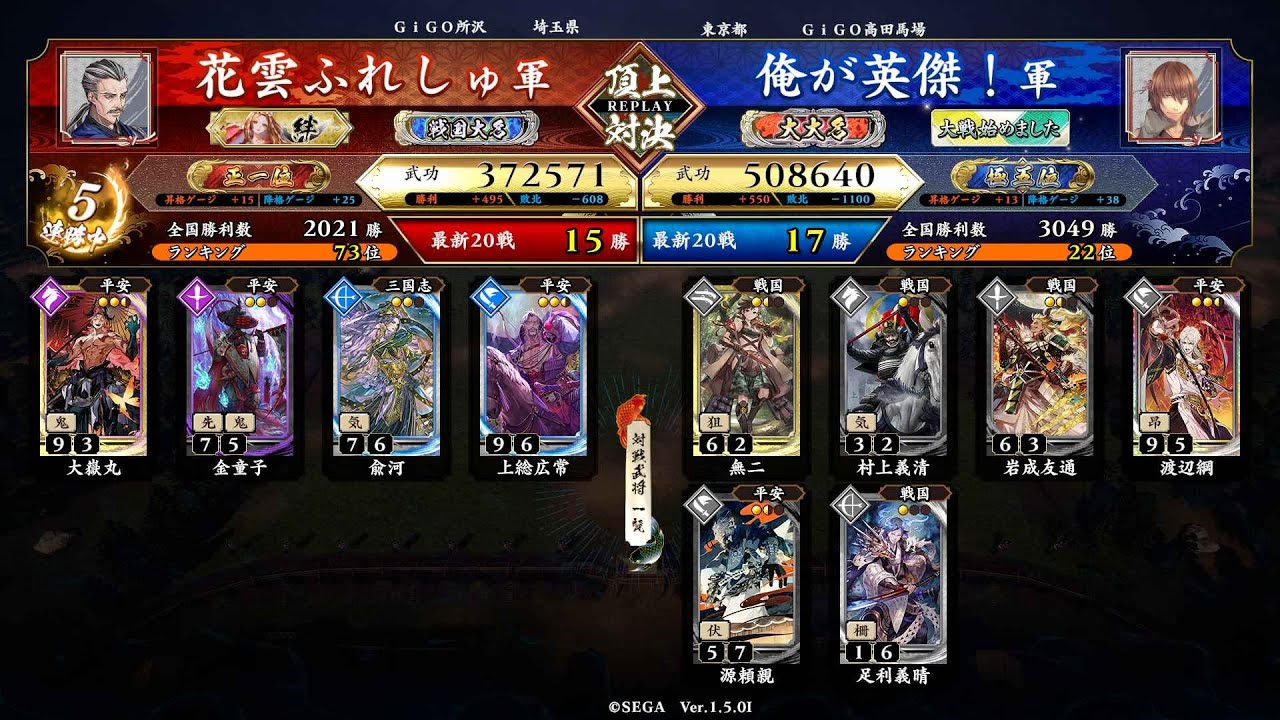 GiGO所沢 埼玉県
東京都 GiGO高田馬場
花雲ふれしゅ軍
頂上
REPLAY
対決
俺が英傑！軍
絆
戦国大名
大大名
大戦始めました
正一位
武功 372571
武功 508640
極五位
昇格ゲージ +15 降格ゲージ +25
勝利 +495 敗北 -608
勝利 +550 敗北 -1100
昇格ゲージ +13 降格ゲージ +38
5
連勝中
全国勝利数 2021勝
ランキング 73位
最新20戦 15勝
最新20戦 17勝
全国勝利数 3049勝
ランキング 22位
平安
鬼
9 3
大嶽丸
平安
先 鬼
7 5
金童子
三国志
気
7 6
兪河
平安
9 6
上総広常
対戦武将一覧
戦国
狙
6 2
無二
戦国
気
3 2
村上義清
戦国
6 3
岩成友通
平安
昴
9 5
渡辺綱
平安
伏
5 7
源頼親
戦国
柵
1 6
足利義晴
©SEGA Ver.1.5.0I